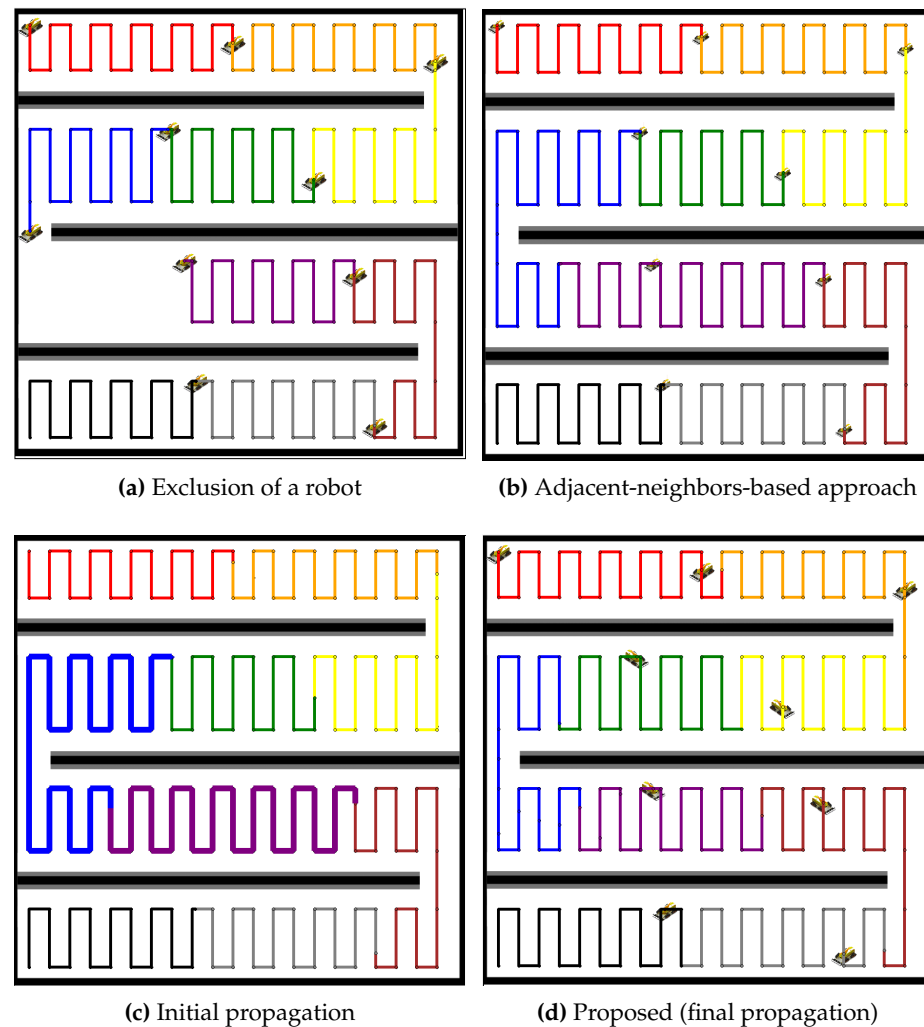 (a) Exclusion of a robot
(b) Adjacent-neighbors-based approach
(c) Initial propagation
(d) Proposed (final propagation)